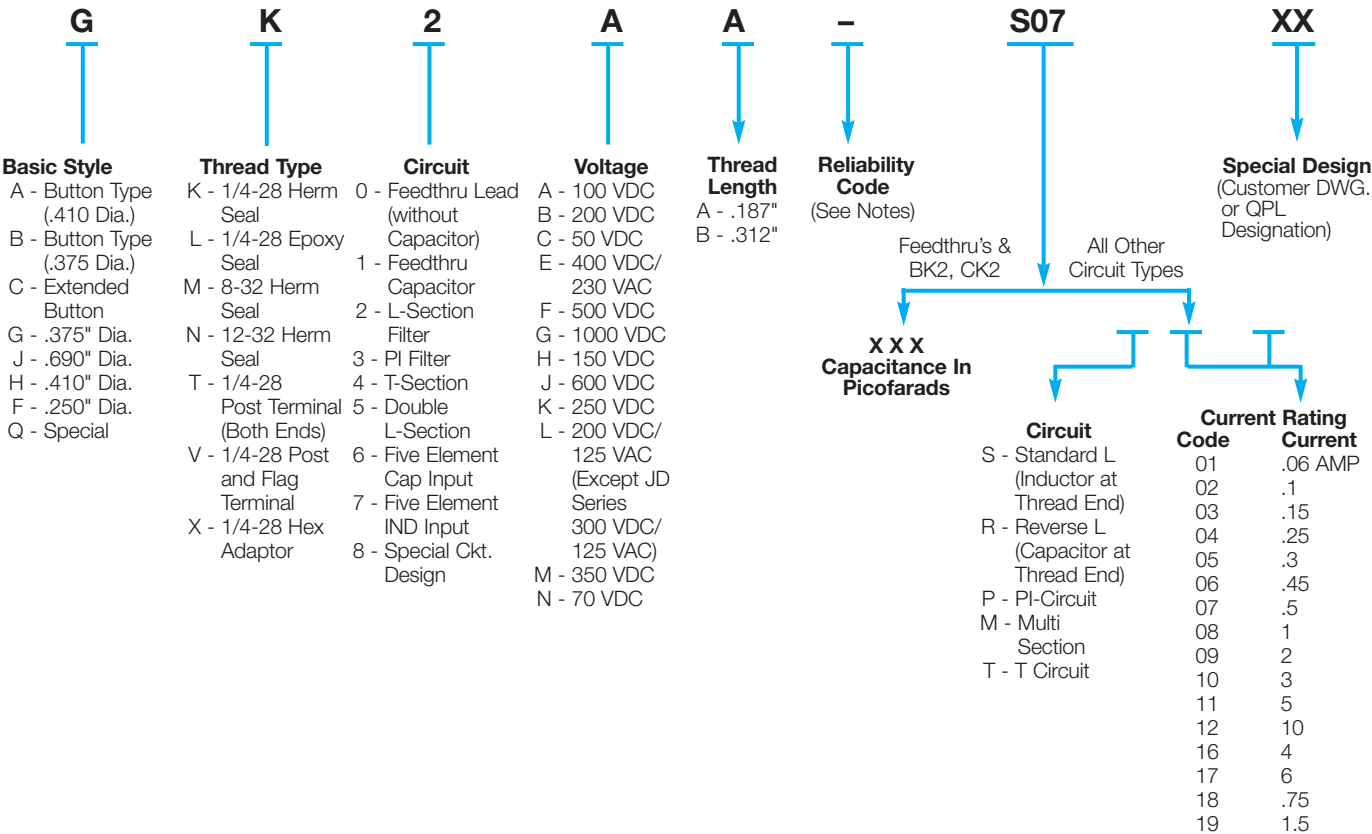 G K 2 A A – S07 XX
Basic Style
A - Button Type
(.410 Dia.)
B - Button Type
(.375 Dia.)
C - Extended
Button
G - .375" Dia.
J - .690" Dia.
H - .410" Dia.
F - .250" Dia.
Q - Special
Thread Type
K - 1/4-28 Herm
Seal
L - 1/4-28 Epoxy
Seal
M - 8-32 Herm
Seal
N - 12-32 Herm
Seal
T - 1/4-28
Post Terminal
(Both Ends)
V - 1/4-28 Post
and Flag
Terminal
X - 1/4-28 Hex
Adaptor
Circuit
0 - Feedthru Lead
(without
Capacitor)
1 - Feedthru
Capacitor
2 - L-Section
Filter
3 - PI Filter
4 - T-Section
5 - Double
L-Section
6 - Five Element
Cap Input
7 - Five Element
IND Input
8 - Special Ckt.
Design
Voltage
A - 100 VDC
B - 200 VDC
C - 50 VDC
E - 400 VDC/
230 VAC
F - 500 VDC
G - 1000 VDC
H - 150 VDC
J - 600 VDC
K - 250 VDC
L - 200 VDC/
125 VAC
(Except JD
Series
300 VDC/
125 VAC)
M - 350 VDC
N - 70 VDC
Thread
Length
A - .187"
B - .312"
Reliability
Code
(See Notes)
Feedthru's &
BK2, CK2
All Other
Circuit Types
X X X
Capacitance In
Picofarads
Circuit
S - Standard L
(Inductor at
Thread End)
R - Reverse L
(Capacitor at
Thread End)
P - PI-Circuit
M - Multi
Section
T - T Circuit
Current Rating
Code Current
01 .06 AMP
02 .1
03 .15
04 .25
05 .3
06 .45
07 .5
08 1
09 2
10 3
11 5
12 10
16 4
17 6
18 .75
19 1.5
Special Design
(Customer DWG.
or QPL
Designation)